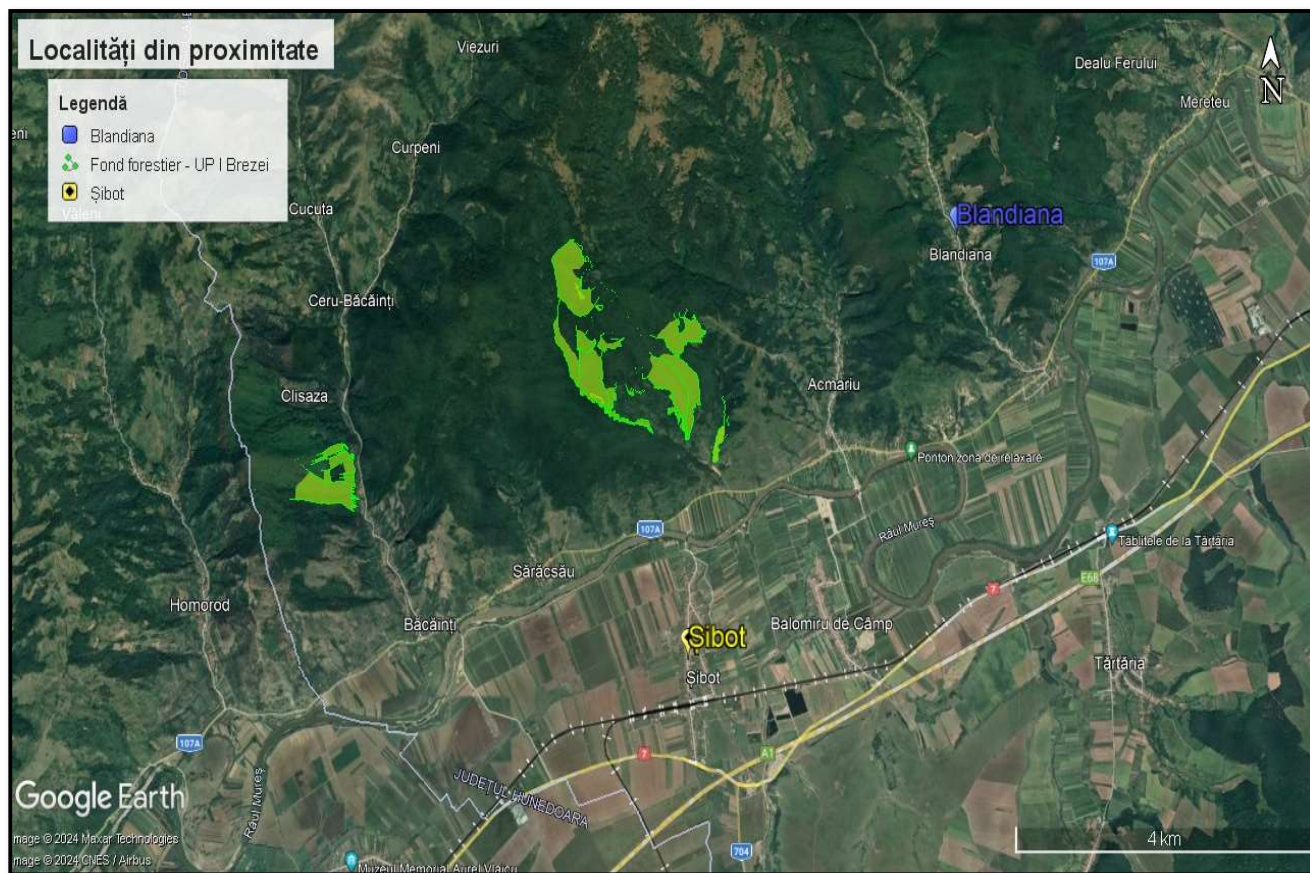 Localități din proximitate
Legendă
Blandiana
Fond forestier - UP I Brezei
Șibot
Viezuri
Curpeni
Cucuta
Văleni
Ceru-Băcăinți
Clisaza
Homorod
Băcăinți
Sărăcsău
107A
Șibot
Șibot
Balomiru de Câmp
Acmariu
Blandiana
Blandiana
Dealu Ferului
Mereteu
N
107A
Ponton zona de relaxare
Râul Mureș
Tăblițele de la Tărtăria
7
E68
Tărtăria
107A
Râul Mureș
JUDEȚUL HUNEDOARA
7
A1
704
Muzeul Memorial Aurel Vlaicu
Google Earth
mage © 2024 Maxar Technologies
mage © 2024 CNES / Airbus
4 km